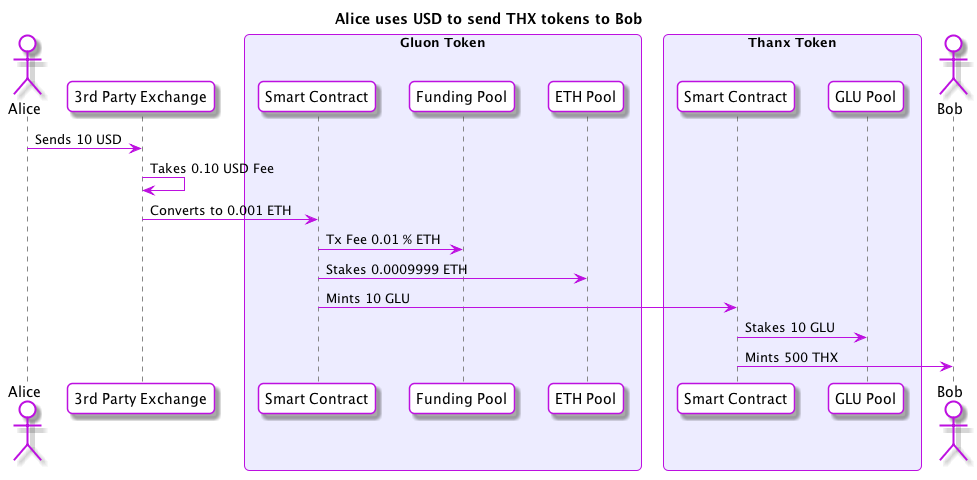 Alice uses USD to send THX tokens to Bob
Gluon Token
Thanx Token
Alice
3rd Party Exchange
Smart Contract
Funding Pool
ETH Pool
Smart Contract
GLU Pool
Bob
Sends 10 USD
Takes 0.10 USD Fee
Converts to 0.001 ETH
Tx Fee 0.01 % ETH
Stakes 0.0009999 ETH
Mints 10 GLU
Stakes 10 GLU
Mints 500 THX
Alice
3rd Party Exchange
Smart Contract
Funding Pool
ETH Pool
Smart Contract
GLU Pool
Bob